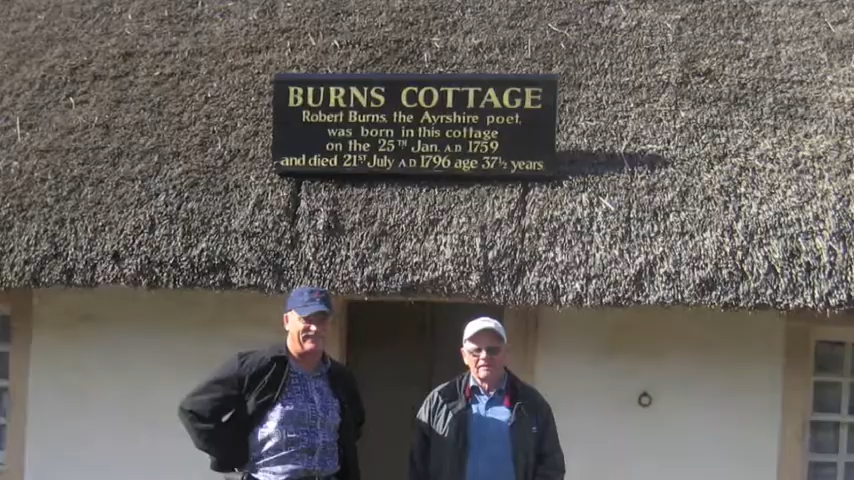 BURNS COTTAGE
Robert Burns, the Ayrshire poet,
was born in this cottage
on the 25TH Jan. A.D 1759
and died 21ST July A.D 1796 age 37½ years